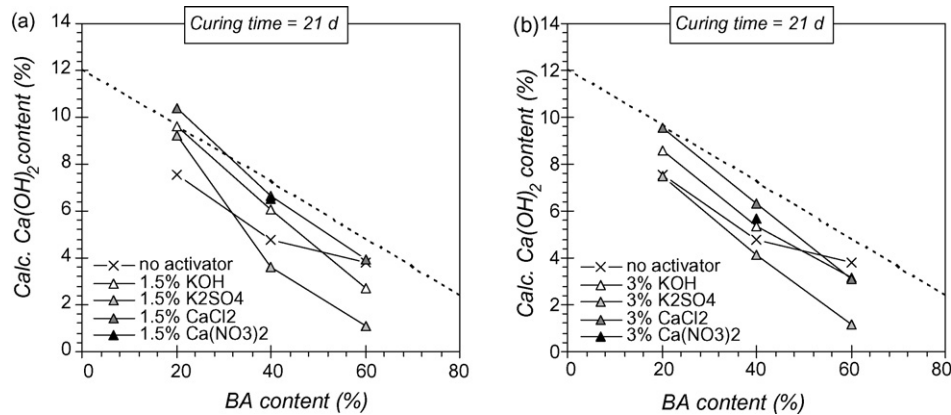 (a)
Curing time = 21 d
Calc. Ca(OH)2 content (%)
14
12
10
8
6
4
2
0
no activator
1.5% KOH
1.5% K2SO4
1.5% CaCl2
1.5% Ca(NO3)2
0 20 40 60 80
BA content (%)
(b)
Curing time = 21 d
Calc. Ca(OH)2 content (%)
14
12
10
8
6
4
2
0
no activator
3% KOH
3% K2SO4
3% CaCl2
3% Ca(NO3)2
0 20 40 60 80
BA content (%)